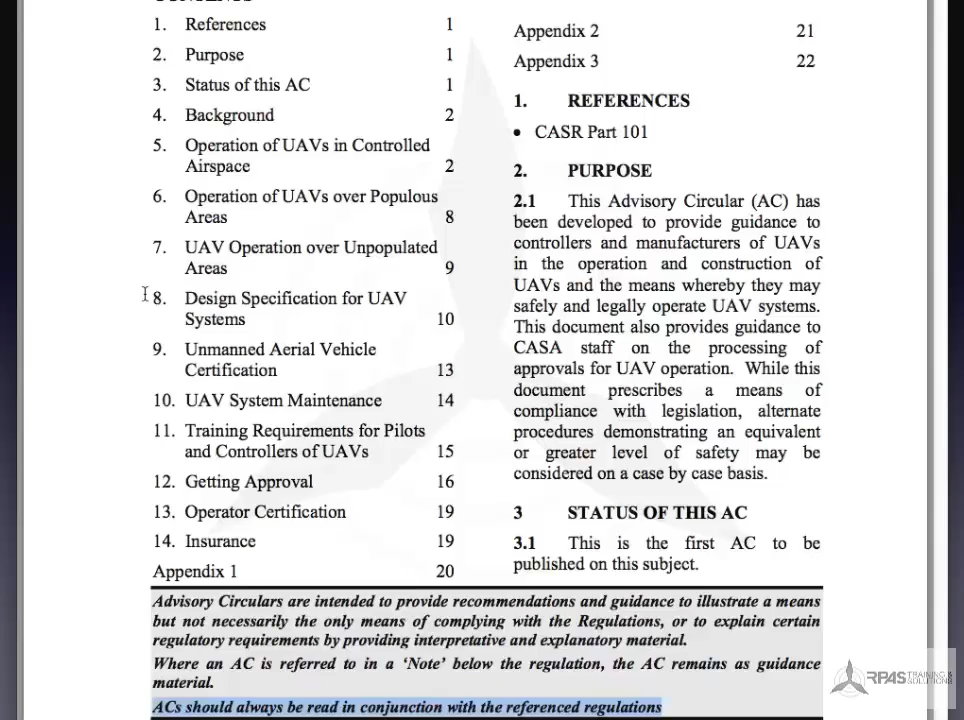 1. References 1
2. Purpose 1
3. Status of this AC 1
4. Background 2
5. Operation of UAVs in Controlled
Airspace 2
6. Operation of UAVs over Populous
Areas 8
7. UAV Operation over Unpopulated
Areas 9
8. Design Specification for UAV
Systems 10
9. Unmanned Aerial Vehicle
Certification 13
10. UAV System Maintenance 14
11. Training Requirements for Pilots
and Controllers of UAVs 15
12. Getting Approval 16
13. Operator Certification 19
14. Insurance 19
Appendix 1 20
Appendix 2 21
Appendix 3 22
1. REFERENCES
• CASR Part 101
2. PURPOSE
2.1 This Advisory Circular (AC) has
been developed to provide guidance to
controllers and manufacturers of UAVs
in the operation and construction of
UAVs and the means whereby they may
safely and legally operate UAV systems.
This document also provides guidance to
CASA staff on the processing of
approvals for UAV operation. While this
document prescribes a means of
compliance with legislation, alternate
procedures demonstrating an equivalent
or greater level of safety may be
considered on a case by case basis.
3 STATUS OF THIS AC
3.1 This is the first AC to be
published on this subject.
Advisory Circulars are intended to provide recommendations and guidance to illustrate a means
but not necessarily the only means of complying with the Regulations, or to explain certain
regulatory requirements by providing interpretative and explanatory material.
Where an AC is referred to in a ‘Note’ below the regulation, the AC remains as guidance
material.
ACs should always be read in conjunction with the referenced regulations
RPAS TRAINING
& SOLUTIONS